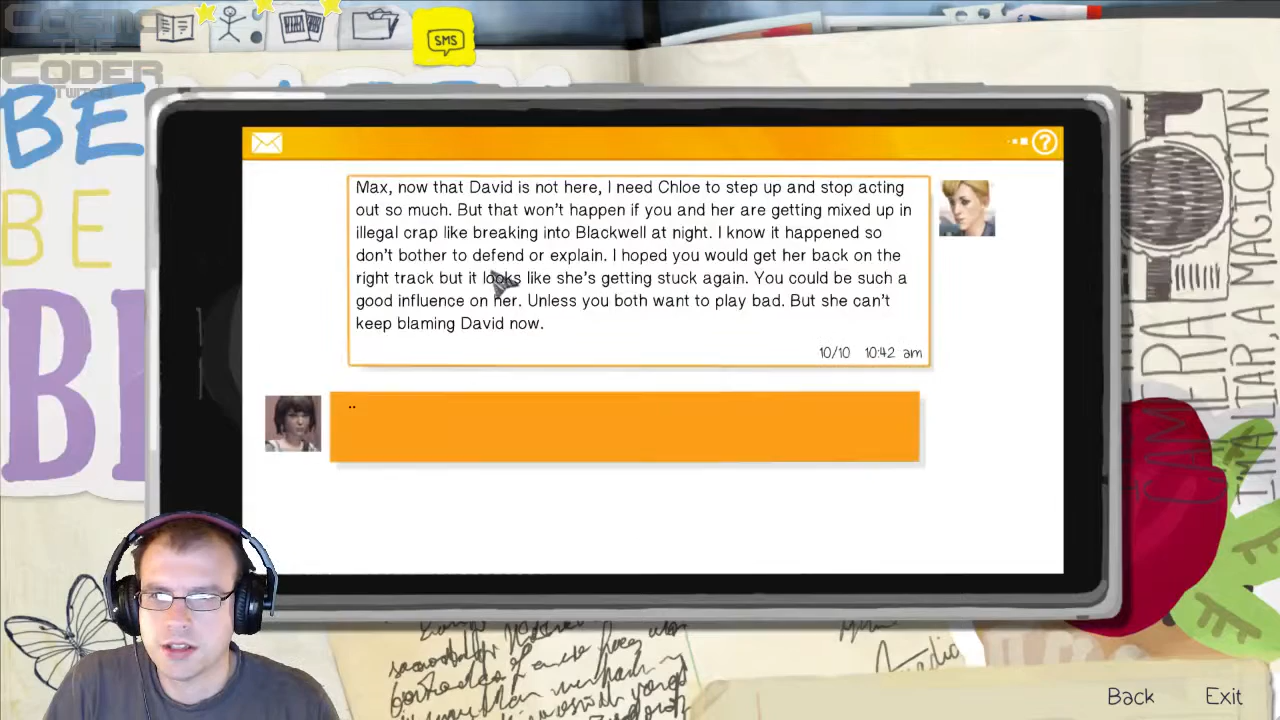 COSMO
THE
CODER
TWITCH
SMS
BE
BE
B
?
Max, now that David is not here, I need Chloe to step up and stop acting
out so much. But that won't happen if you and her are getting mixed up in
illegal crap like breaking into Blackwell at night. I know it happened so
don't bother to defend or explain. I hoped you would get her back on the
right track but it looks like she's getting stuck again. You could be such a
good influence on her. Unless you both want to play bad. But she can't
keep blaming David now.
10/10 10:42 am
..
CAMERA
LIAR, A MAGICIAN
Back Exit